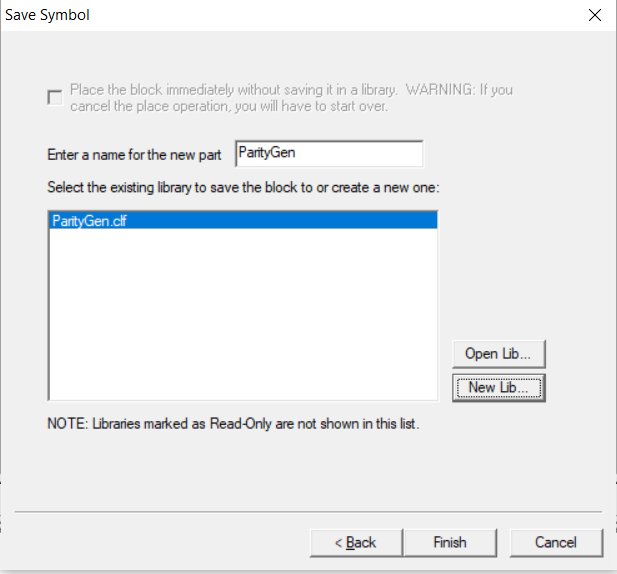 Save Symbol
Place the block immediately without saving it in a library.  WARNING: If you
cancel the place operation, you will have to start over.
Enter a name for the new part ParityGen
Select the existing library to save the block to or create a new one:
ParityGen.clf
Open Lib...
New Lib...
NOTE: Libraries marked as Read-Only are not shown in this list.
< Back Finish Cancel